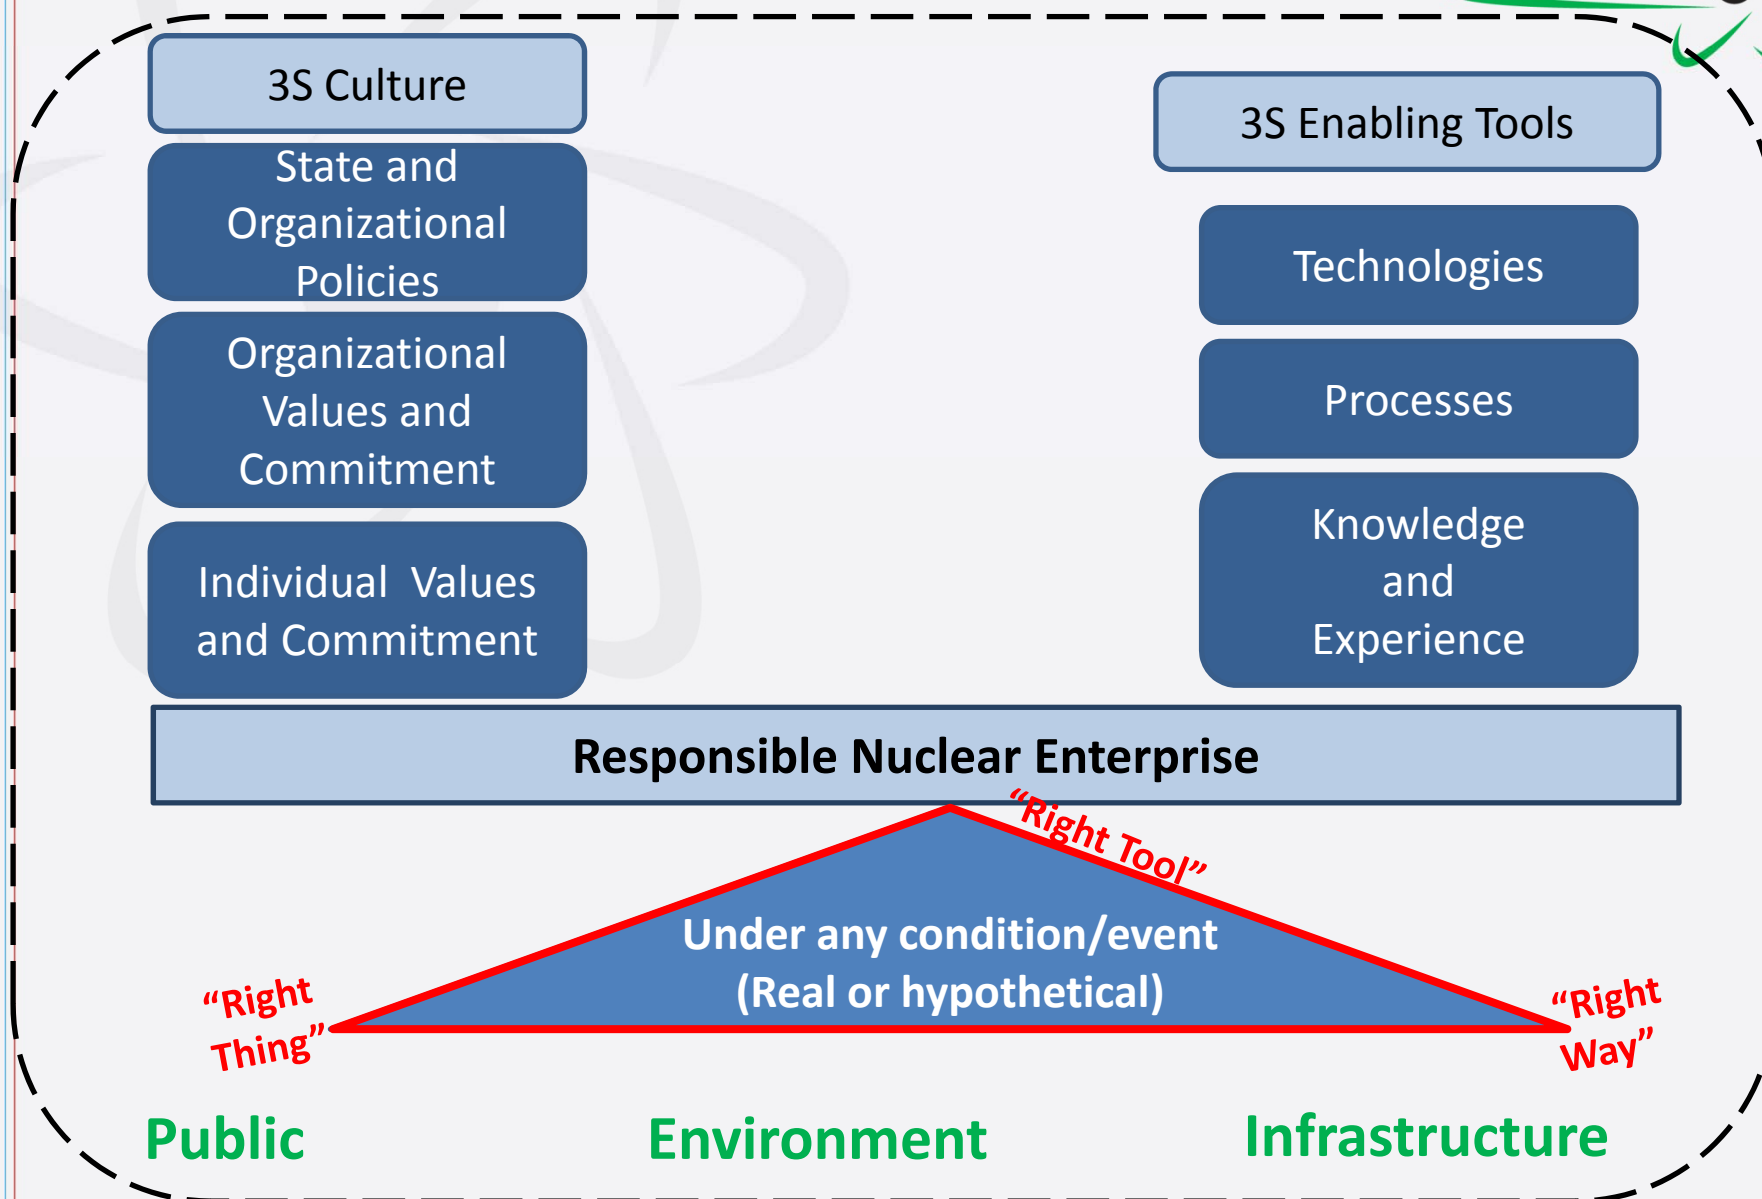 3S Culture
State and
Organizational
Policies
Organizational
Values and
Commitment
Individual  Values
and Commitment
3S Enabling Tools
Technologies
Processes
Knowledge
and
Experience
Responsible Nuclear Enterprise
“Right Tool”
Under any condition/event
(Real or hypothetical)
“Right
Thing”
“Right
Way”
Public
Environment
Infrastructure